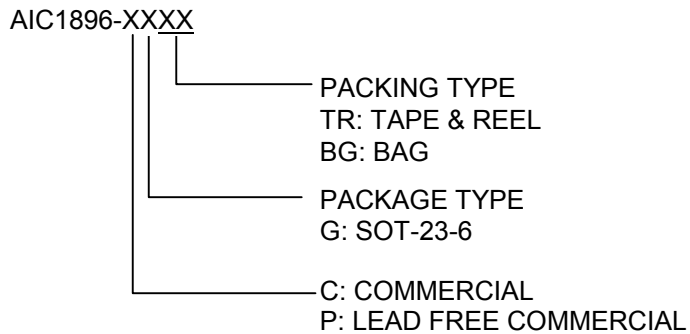 AIC1896-XXXX
PACKING TYPE
TR: TAPE & REEL
BG: BAG
PACKAGE TYPE
G: SOT-23-6
C: COMMERCIAL
P: LEAD FREE COMMERCIAL